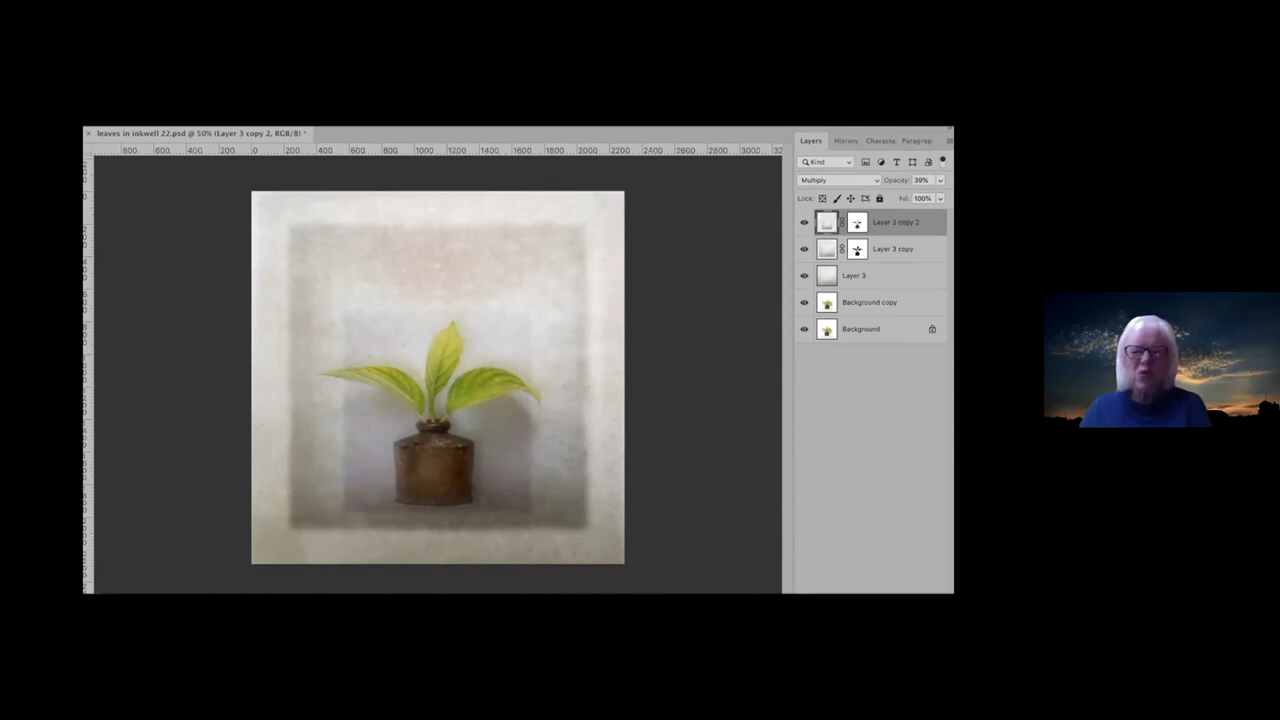 × leaves in inkwell 22.psd @ 50% (Layer 3 copy 2, RGB/8) *
800 600 400 200 0 200 400 600 800 1000 1200 1400 1600 1800 2000 2200 2400 2600 2800 3000
Layers History Characte Paragrap
Kind T
Multiply Opacity: 39%
Lock: Fill: 100%
Layer 3 copy 2
Layer 3 copy
Layer 3
Background copy
Background